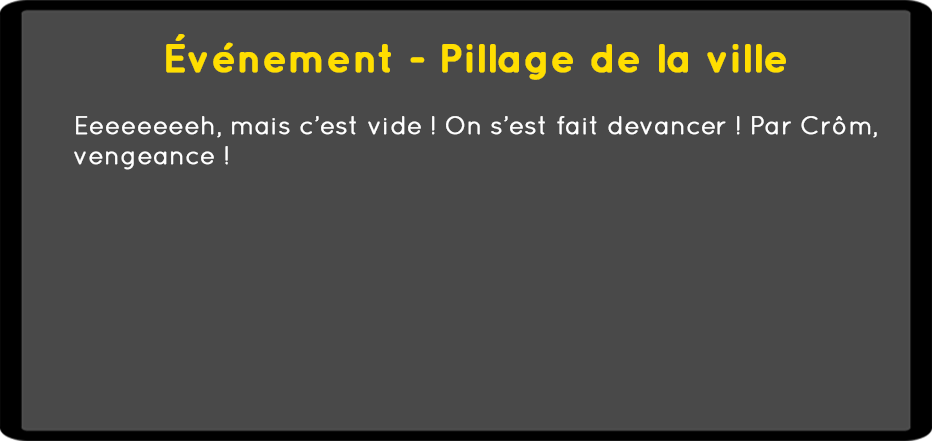 Événement - Pillage de la ville
Eeeeeeeeh, mais c’est vide ! On s’est fait devancer ! Par Crôm,
vengeance !